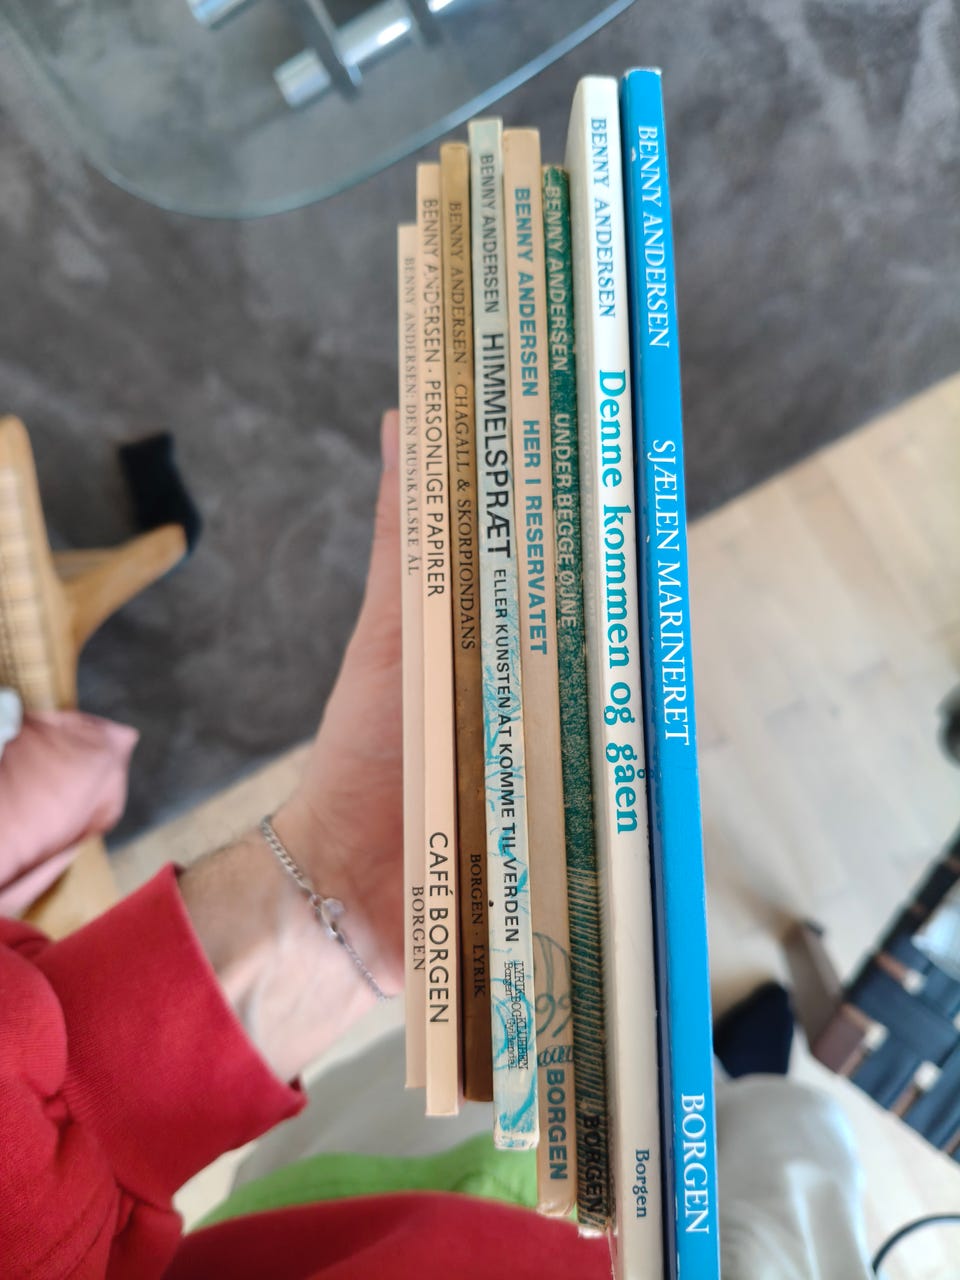 BENNY ANDERSEN: DEN MUSIKALSKE ÅL BORGEN
BENNY ANDERSEN · PERSONLIGE PAPIRER CAFÉ BORGEN
BENNY ANDERSEN · CHAGALL & SKORPIONDANS BORGEN · LYRIK
BENNY ANDERSEN HIMMELSPRÆT ELLER KUNSTEN AT KOMME TIL VERDEN LYRIKBOGKLUBBEN
Borgen Gyldendal
BENNY ANDERSEN HER I RESERVATET BORGEN
BENNY ANDERSEN UNDER BEGGE ØJNE BORGEN
BENNY ANDERSEN Denne kommen og gåen Borgen
BENNY ANDERSEN SJÆLEN MARINERET BORGEN